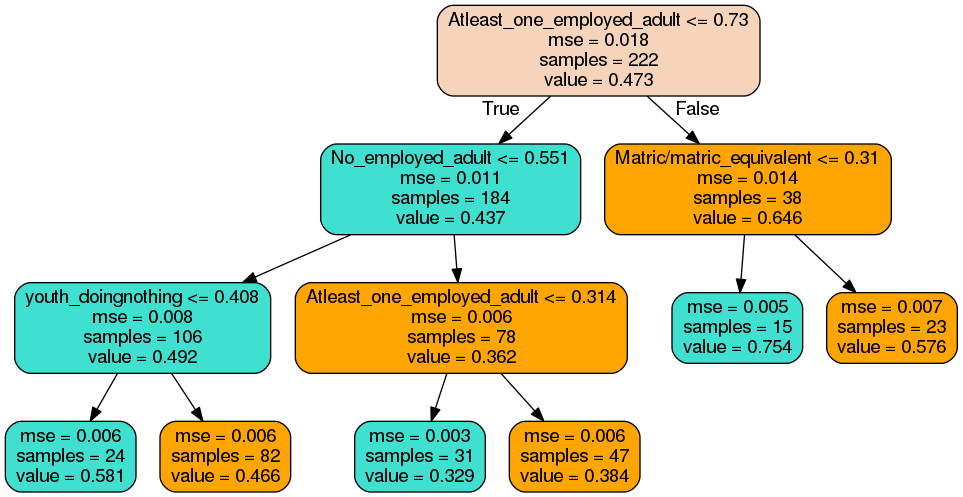 Atleast_one_employed_adult <= 0.73
mse = 0.018
samples = 222
value = 0.473
True
False
No_employed_adult <= 0.551
mse = 0.011
samples = 184
value = 0.437
Matric/matric_equivalent <= 0.31
mse = 0.014
samples = 38
value = 0.646
youth_doingnothing <= 0.408
mse = 0.008
samples = 106
value = 0.492
Atleast_one_employed_adult <= 0.314
mse = 0.006
samples = 78
value = 0.362
mse = 0.005
samples = 15
value = 0.754
mse = 0.007
samples = 23
value = 0.576
mse = 0.006
samples = 24
value = 0.581
mse = 0.006
samples = 82
value = 0.466
mse = 0.003
samples = 31
value = 0.329
mse = 0.006
samples = 47
value = 0.384